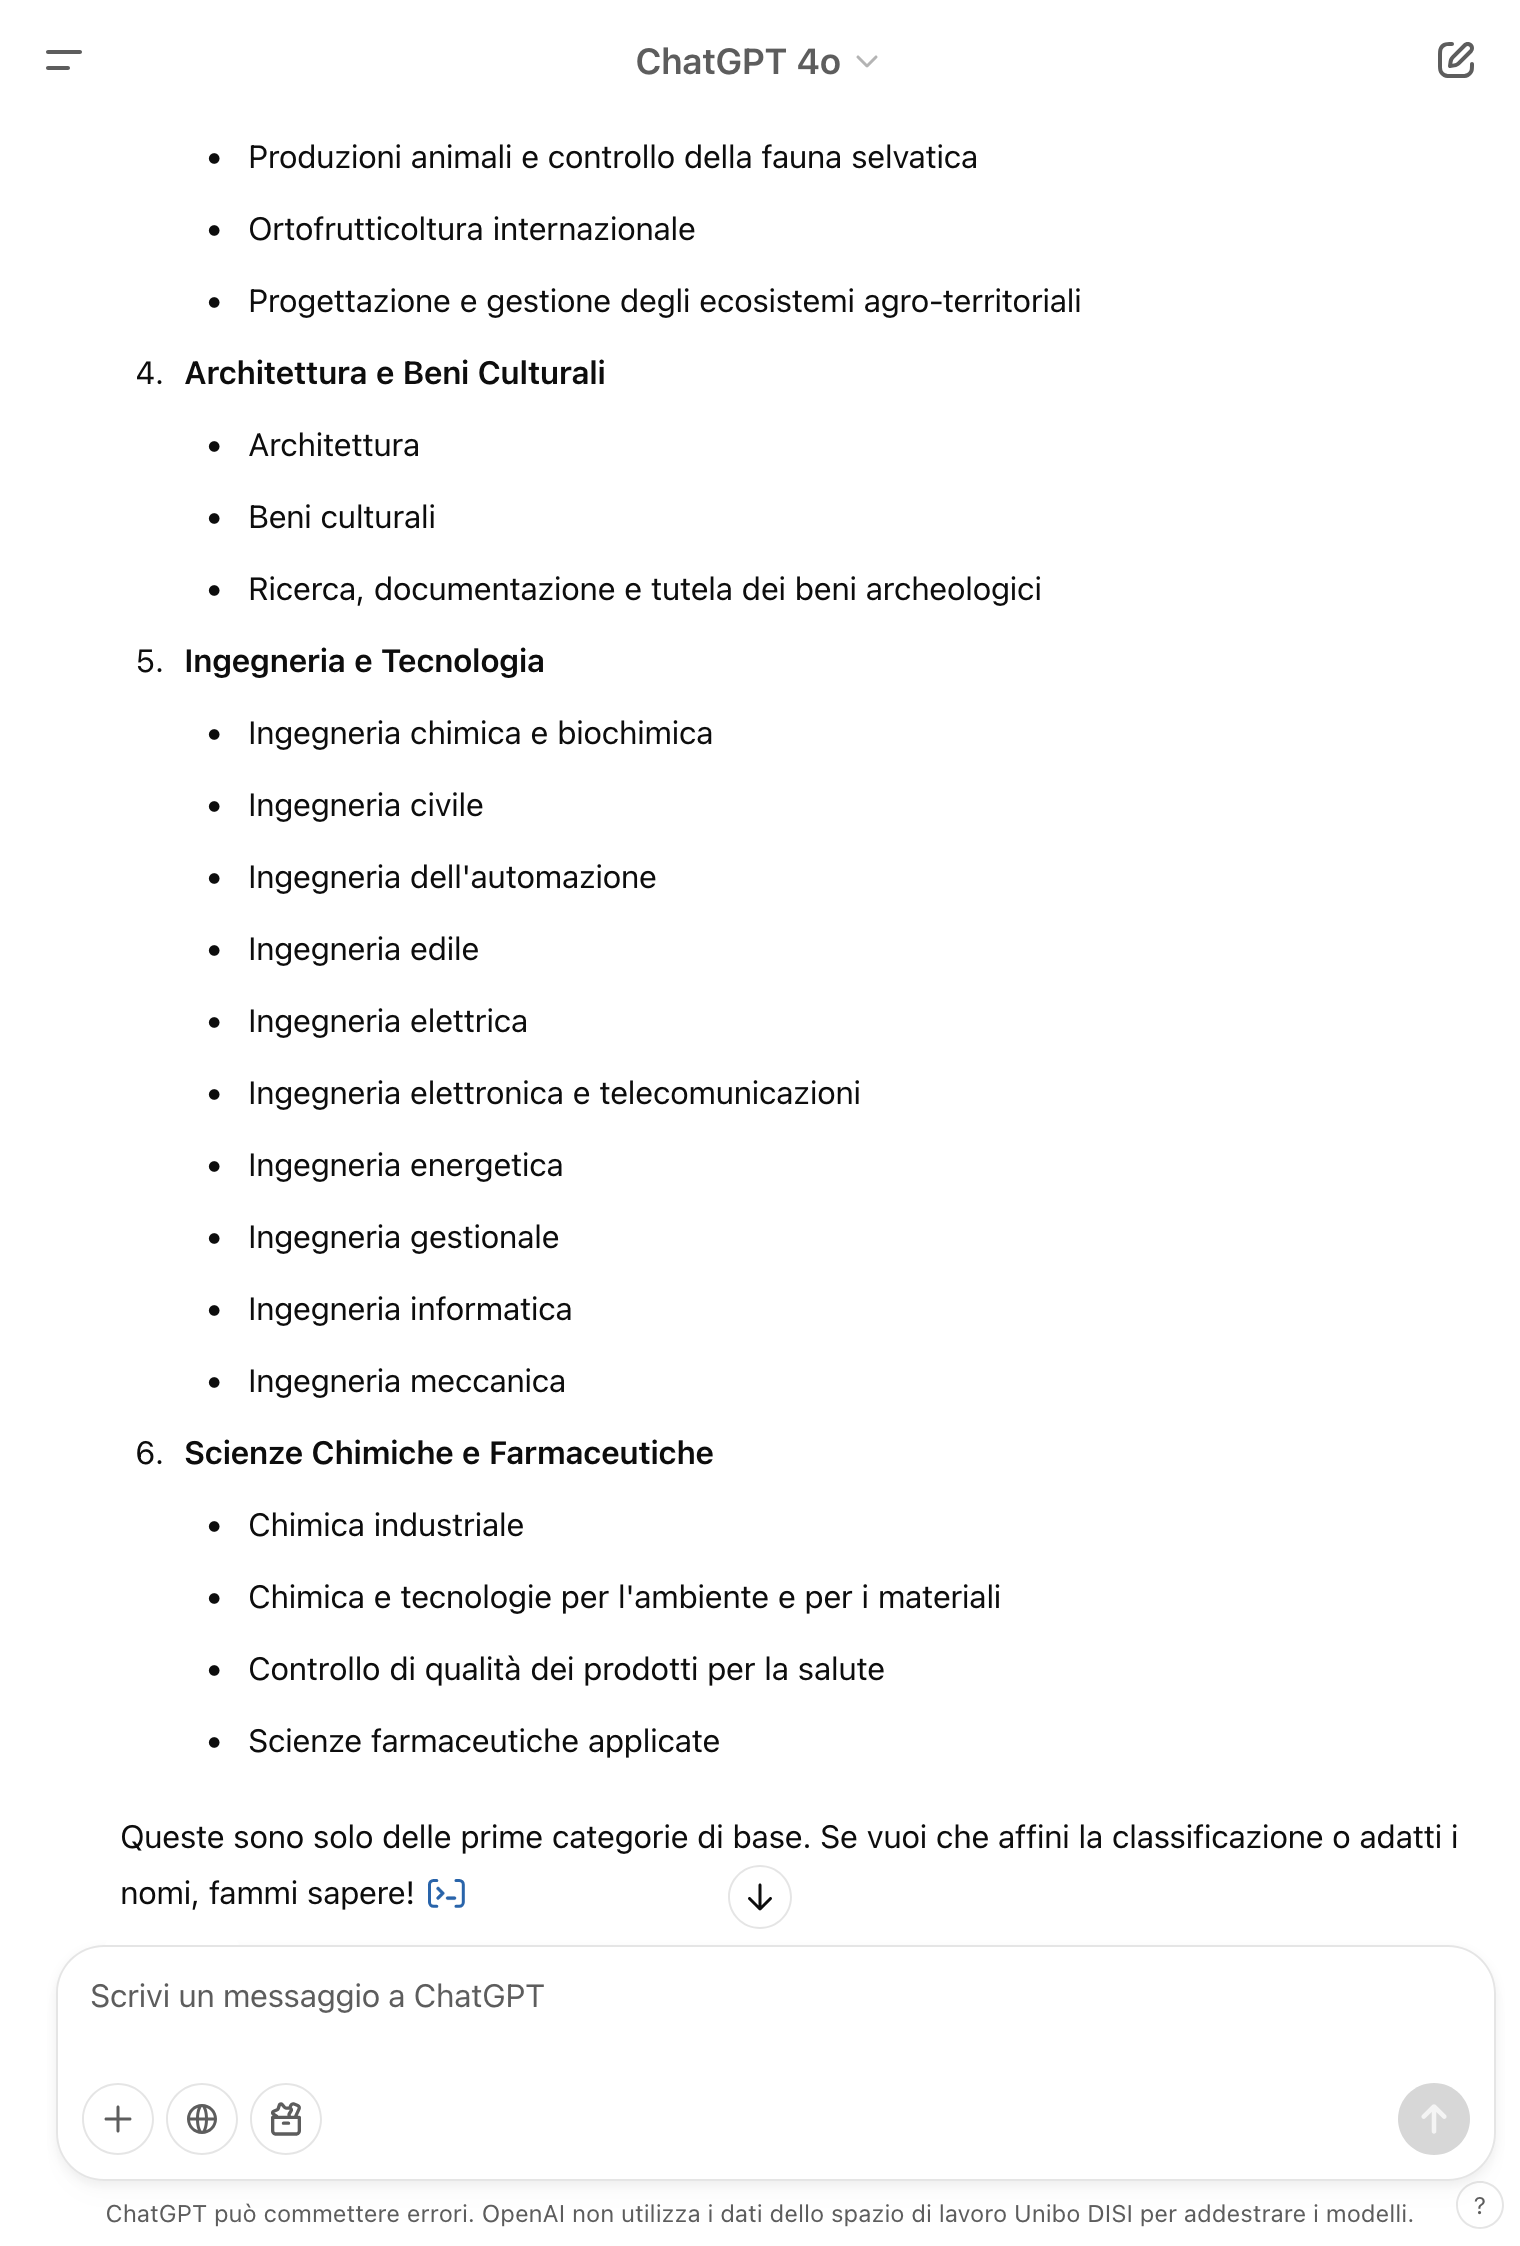 ChatGPT 4o
• Produzioni animali e controllo della fauna selvatica
• Ortofrutticoltura internazionale
• Progettazione e gestione degli ecosistemi agro-territoriali
4. Architettura e Beni Culturali
• Architettura
• Beni culturali
• Ricerca, documentazione e tutela dei beni archeologici
5. Ingegneria e Tecnologia
• Ingegneria chimica e biochimica
• Ingegneria civile
• Ingegneria dell'automazione
• Ingegneria edile
• Ingegneria elettrica
• Ingegneria elettronica e telecomunicazioni
• Ingegneria energetica
• Ingegneria gestionale
• Ingegneria informatica
• Ingegneria meccanica
6. Scienze Chimiche e Farmaceutiche
• Chimica industriale
• Chimica e tecnologie per l'ambiente e per i materiali
• Controllo di qualità dei prodotti per la salute
• Scienze farmaceutiche applicate
Queste sono solo delle prime categorie di base. Se vuoi che affini la classificazione o adatti i
nomi, fammi sapere! [>-]
Scrivi un messaggio a ChatGPT
ChatGPT può commettere errori. OpenAI non utilizza i dati dello spazio di lavoro Unibo DISI per addestrare i modelli.
?